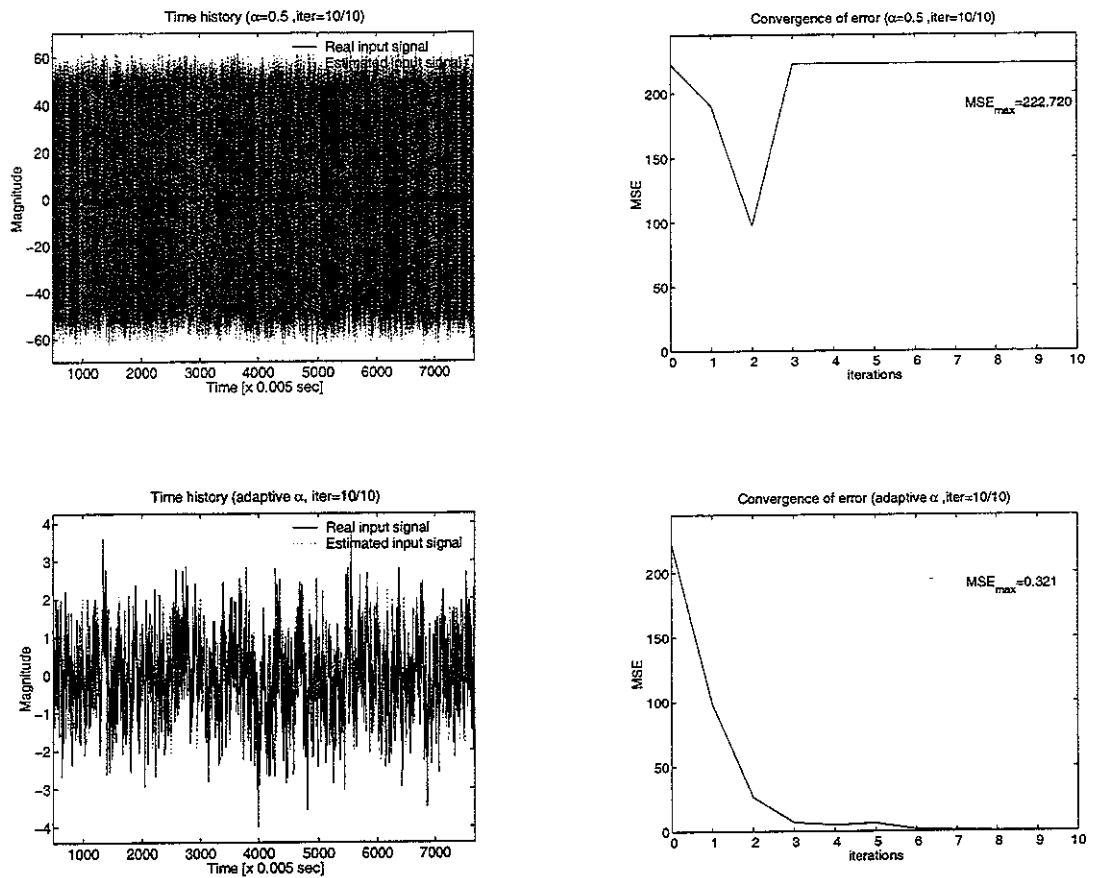 Time history (α=0.5 ,iter=10/10)
Real input signal
Estimated input signal
Magnitude
60
40
20
0
−20
−40
−60
1000 2000 3000 4000 5000 6000 7000
Time [x 0.005 sec]
Convergence of error (α=0.5 ,iter=10/10)
MSEmax=222.720
MSE
200
150
100
50
0
0 1 2 3 4 5 6 7 8 9 10
iterations
Time history (adaptive α, iter=10/10)
Real input signal
Estimated input signal
Magnitude
4
3
2
1
0
−1
−2
−3
−4
1000 2000 3000 4000 5000 6000 7000
Time [x 0.005 sec]
Convergence of error (adaptive α ,iter=10/10)
MSEmax=0.321
MSE
200
150
100
50
0
0 1 2 3 4 5 6 7 8 9 10
iterations